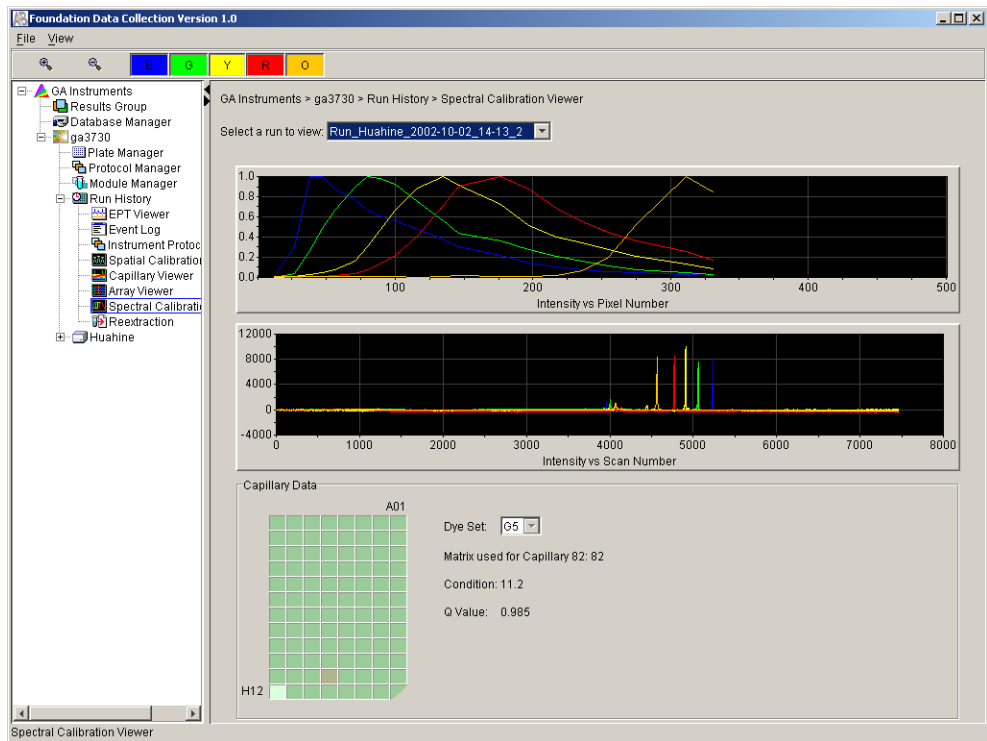 Foundation Data Collection Version 1.0
File View
B G Y R O
GA Instruments
Results Group
Database Manager
ga3730
Plate Manager
Protocol Manager
Module Manager
Run History
EPT Viewer
Event Log
Instrument Protoc
Spatial Calibration
Capillary Viewer
Array Viewer
Spectral Calibrati
Reextraction
Huahine
GA Instruments > ga3730 > Run History > Spectral Calibration Viewer
Select a run to view: Run_Huahine_2002-10-02_14-13_2
1.0
0.8
0.6
0.4
0.2
0.0
100 200 300 400 500
Intensity vs Pixel Number
12000
8000
4000
0
-4000
0 1000 2000 3000 4000 5000 6000 7000 8000
Intensity vs Scan Number
Capillary Data
A01
H12
Dye Set: G5
Matrix used for Capillary 82: 82
Condition: 11.2
Q Value: 0.985
Spectral Calibration Viewer